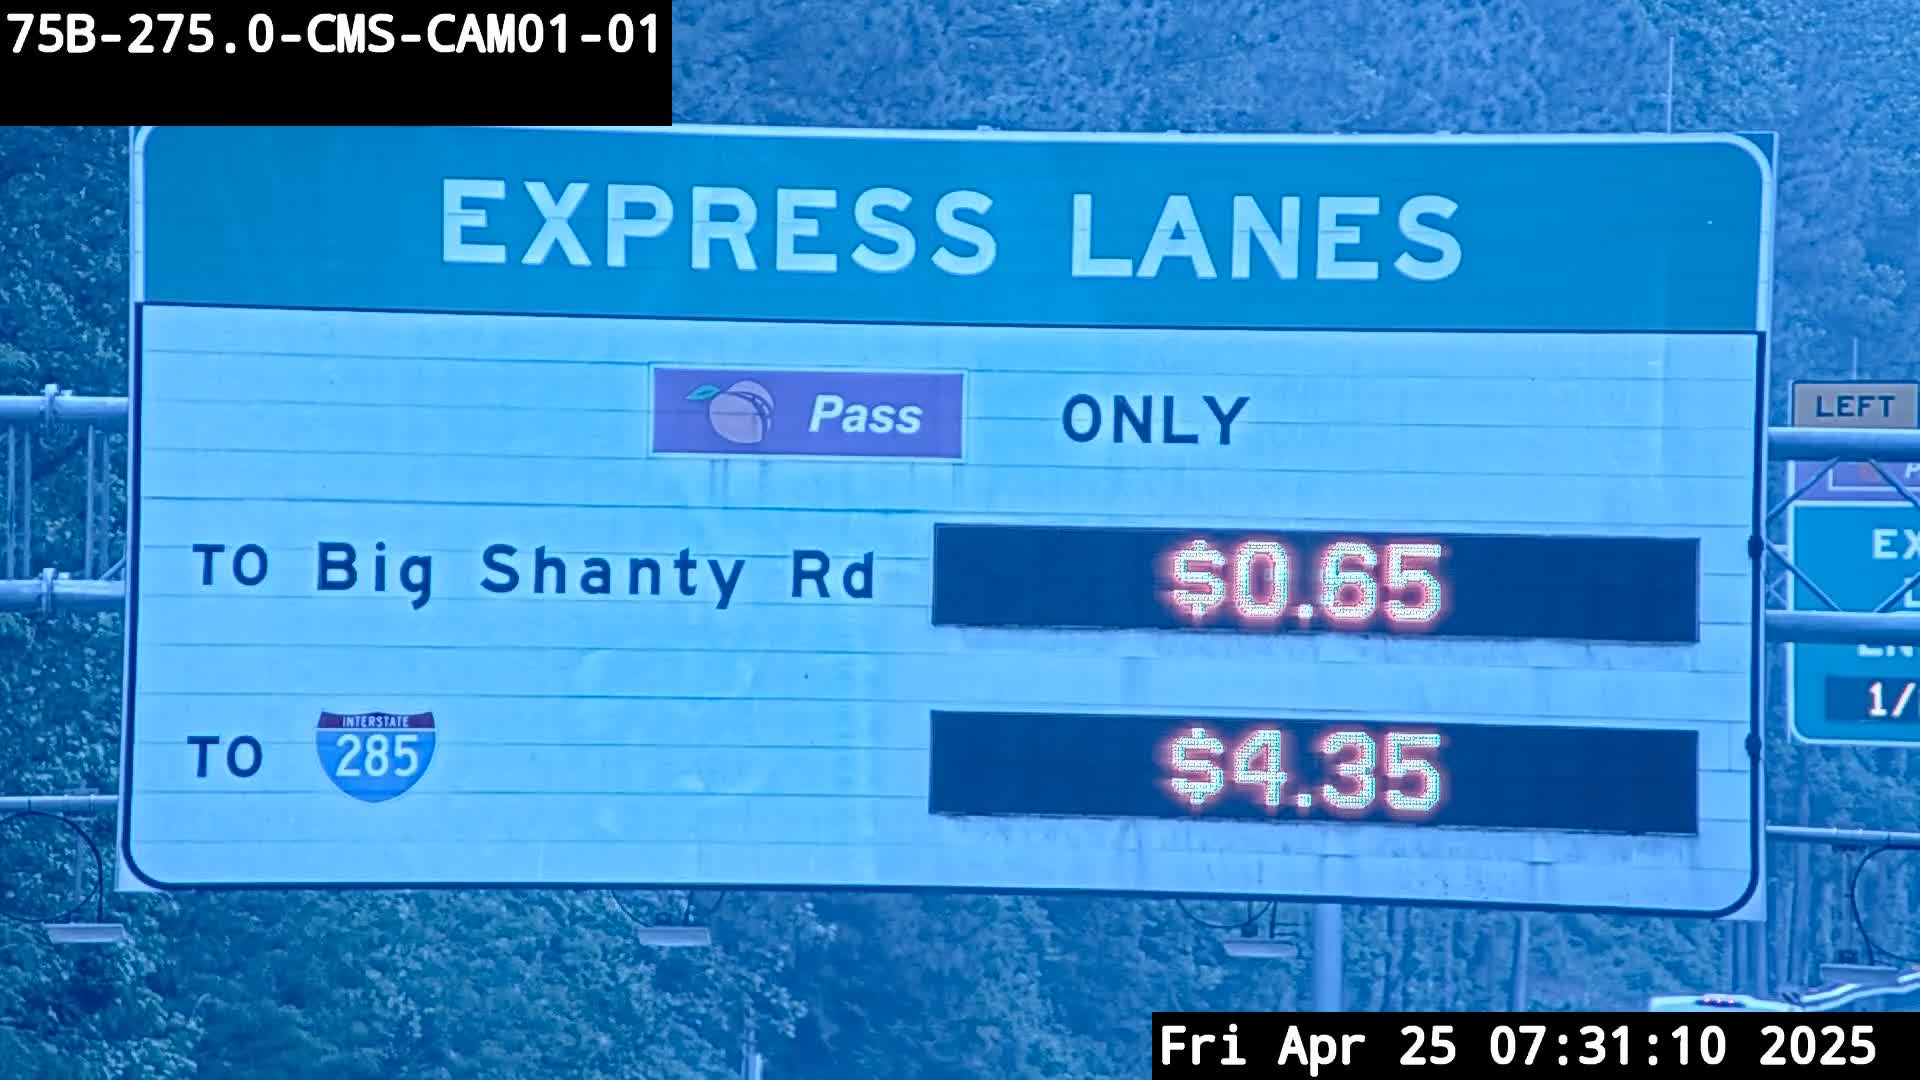 75B-275.0-CMS-CAM01-01
EXPRESS LANES
Pass ONLY
TO Big Shanty Rd $0.65
TO INTERSTATE 285 $4.35
LEFT
1/
Fri Apr 25 07:31:10 2025